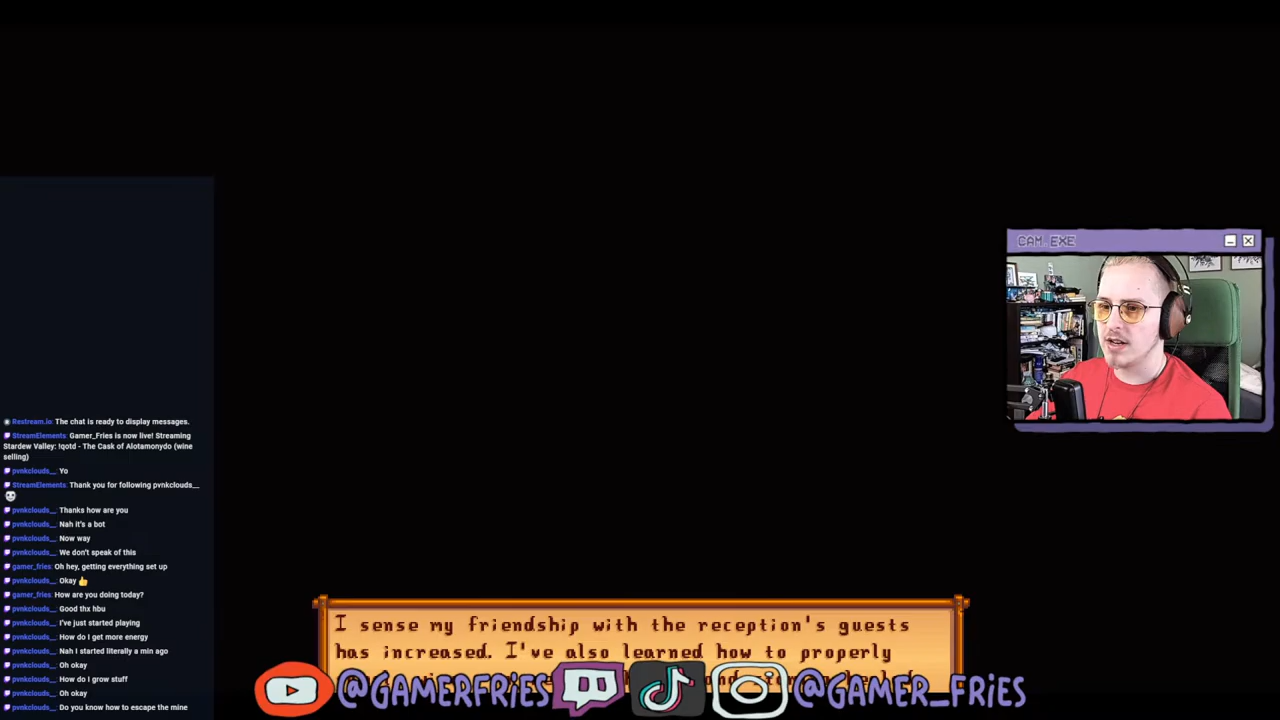 CAM.EXE
Restream.io: The chat is ready to display messages.
StreamElements: Gamer_Fries is now live! Streaming
Stardew Valley: !qotd - The Cask of Alotamonydo (wine
selling)
pvnkclouds__: Yo
StreamElements: Thank you for following pvnkclouds__
pvnkclouds__: Thanks how are you
pvnkclouds__: Nah it's a bot
pvnkclouds__: Now way
pvnkclouds__: We don't speak of this
gamer_fries: Oh hey, getting everything set up
pvnkclouds__: Okay 👍
gamer_fries: How are you doing today?
pvnkclouds__: Good thx hbu
pvnkclouds__: I've just started playing
pvnkclouds__: How do I get more energy
pvnkclouds__: Nah I started literally a min ago
pvnkclouds__: Oh okay
pvnkclouds__: How do I grow stuff
pvnkclouds__: Oh okay
pvnkclouds__: Do you know how to escape the mine
I sense my friendship with the reception's guests
has increased. I've also learned how to properly
@GAMERFRIES
@GAMER_FRIES